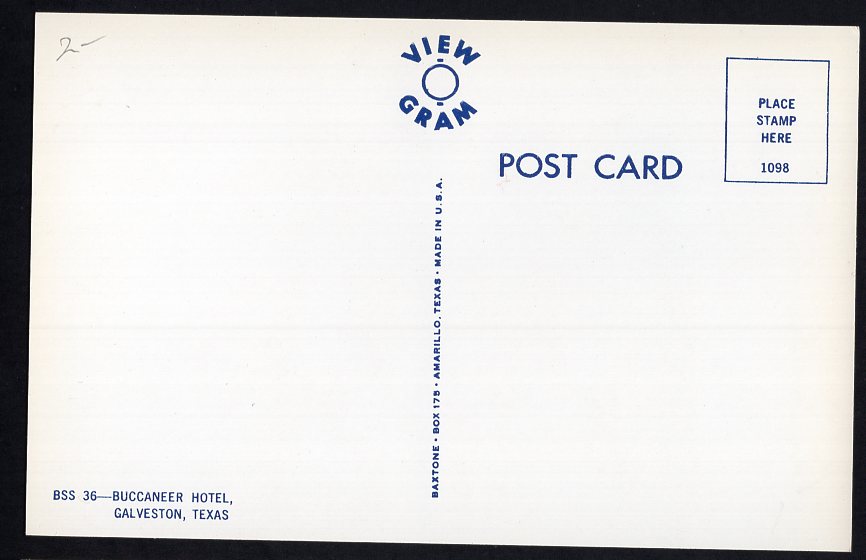 2-
VIEW
GRAM
PLACE
STAMP
HERE
1098
POST CARD
BAXTONE • BOX 175 • AMARILLO, TEXAS • MADE IN U.S.A.
BSS 36—BUCCANEER HOTEL,
GALVESTON, TEXAS